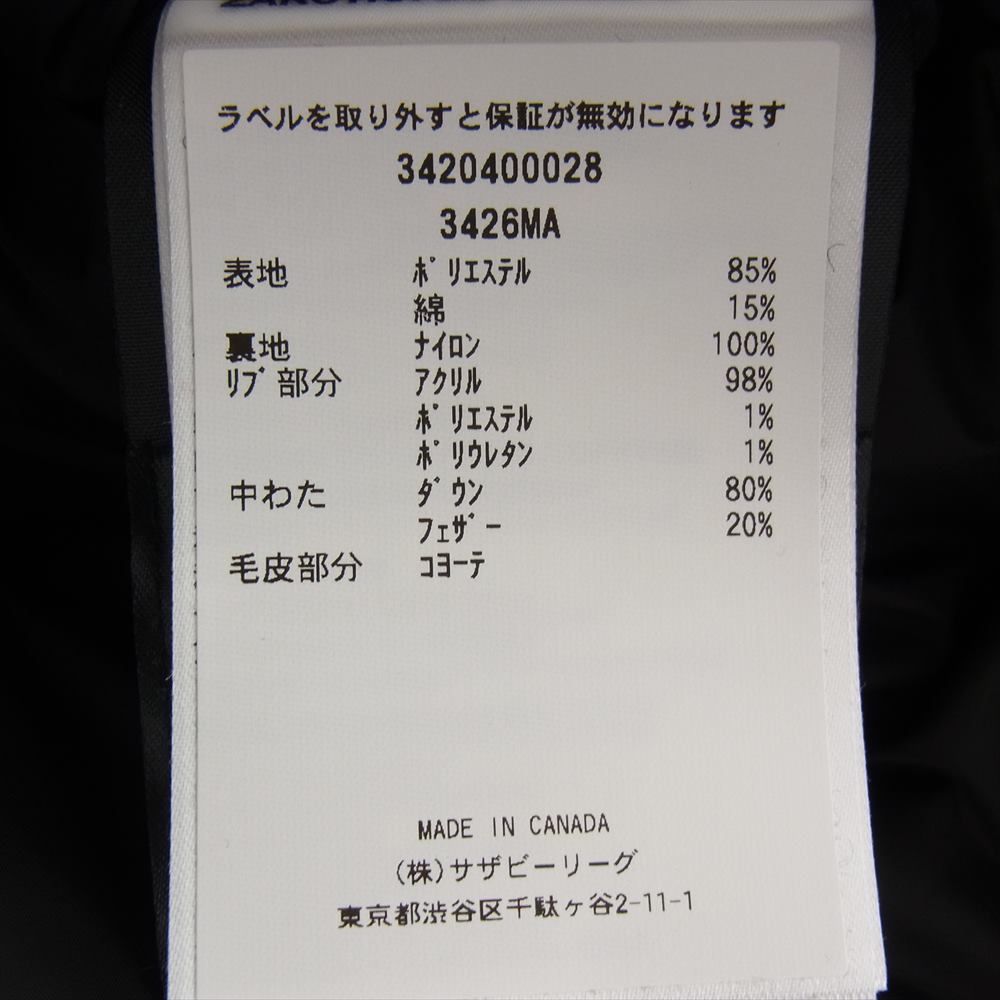 ラベルを取り外すと保証が無効になります
3420400028
3426MA
表地 ポリエステル 85%
綿 15%
裏地 ナイロン 100%
リブ部分 アクリル 98%
ポリエステル 1%
ポリウレタン 1%
中わた ダウン 80%
フェザー 20%
毛皮部分 コヨーテ
MADE IN CANADA
(株)サザビーリーグ
東京都渋谷区千駄ヶ谷2-11-1